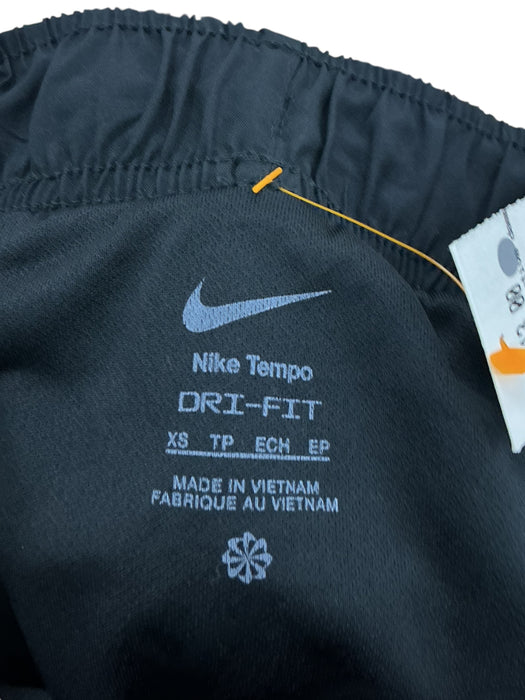 Nike Tempo
DRI-FIT
XS TP ECH EP
MADE IN VIETNAM
FABRIQUE AU VIETNAM